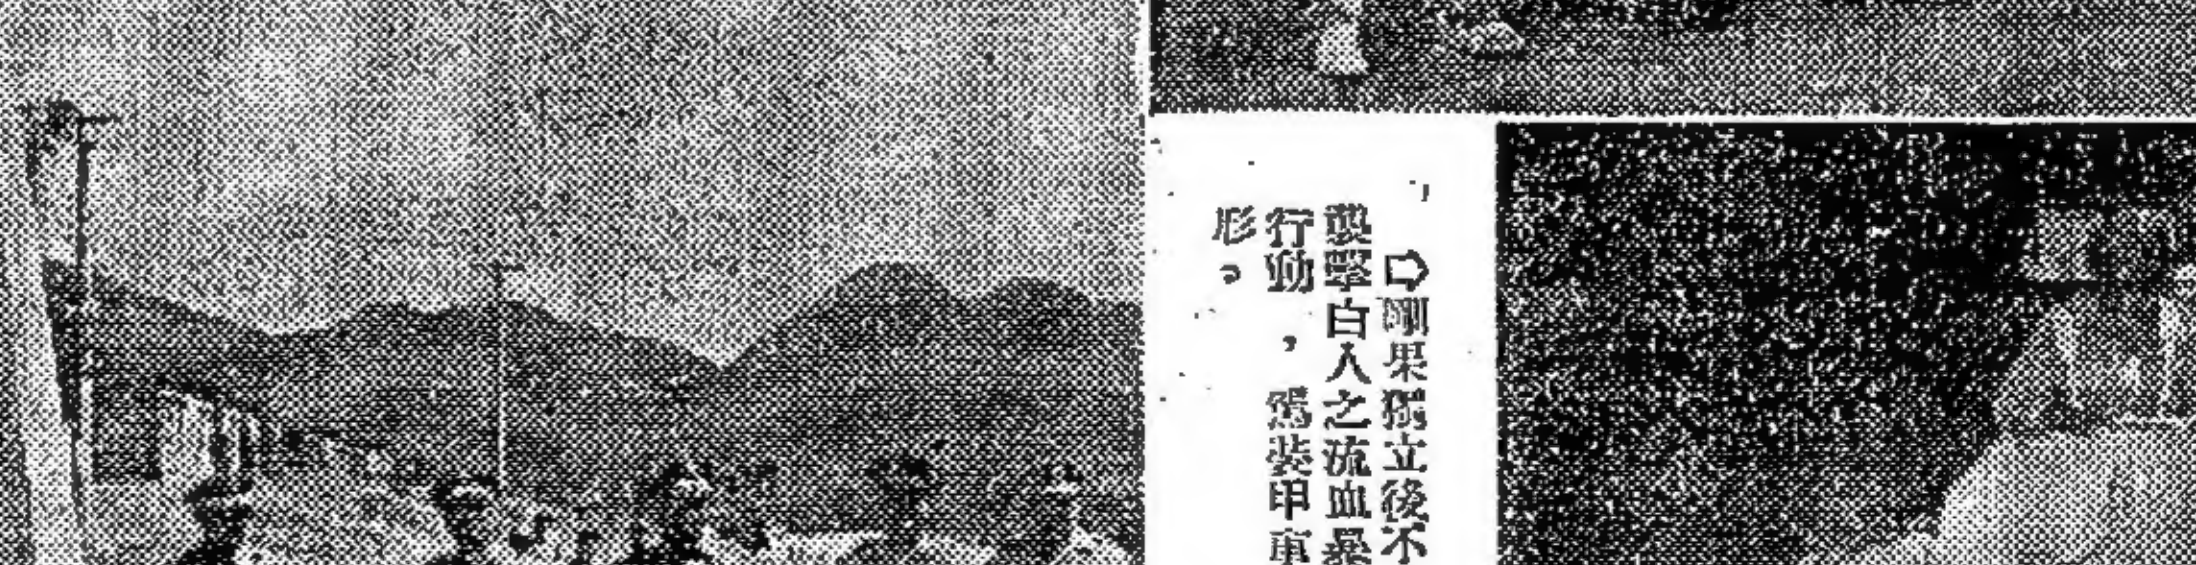 ⇨剛果獨立後不
襲擊白人之流血暴
行動，爲裝甲車
形。